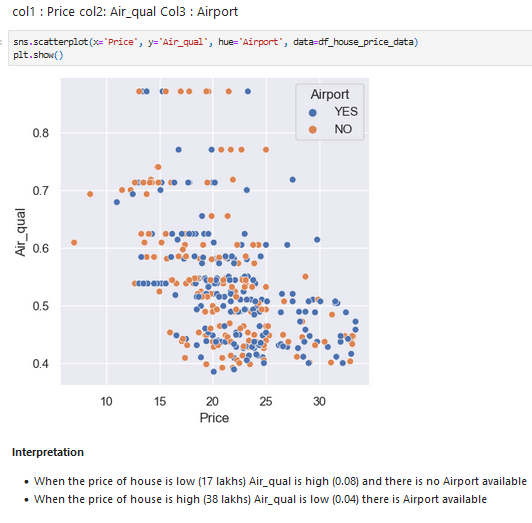 col1 : Price col2: Air_qual Col3 : Airport
sns.scatterplot(x='Price', y='Air_qual', hue='Airport', data=df_house_price_data)
plt.show()
Airport
YES
NO
0.8
0.7
0.6
0.5
0.4
Air_qual
10 15 20 25 30
Price
Interpretation
• When the price of house is low (17 lakhs) Air_qual is high (0.08) and there is no Airport available
• When the price of house is high (38 lakhs) Air_qual is low (0.04) there is Airport available